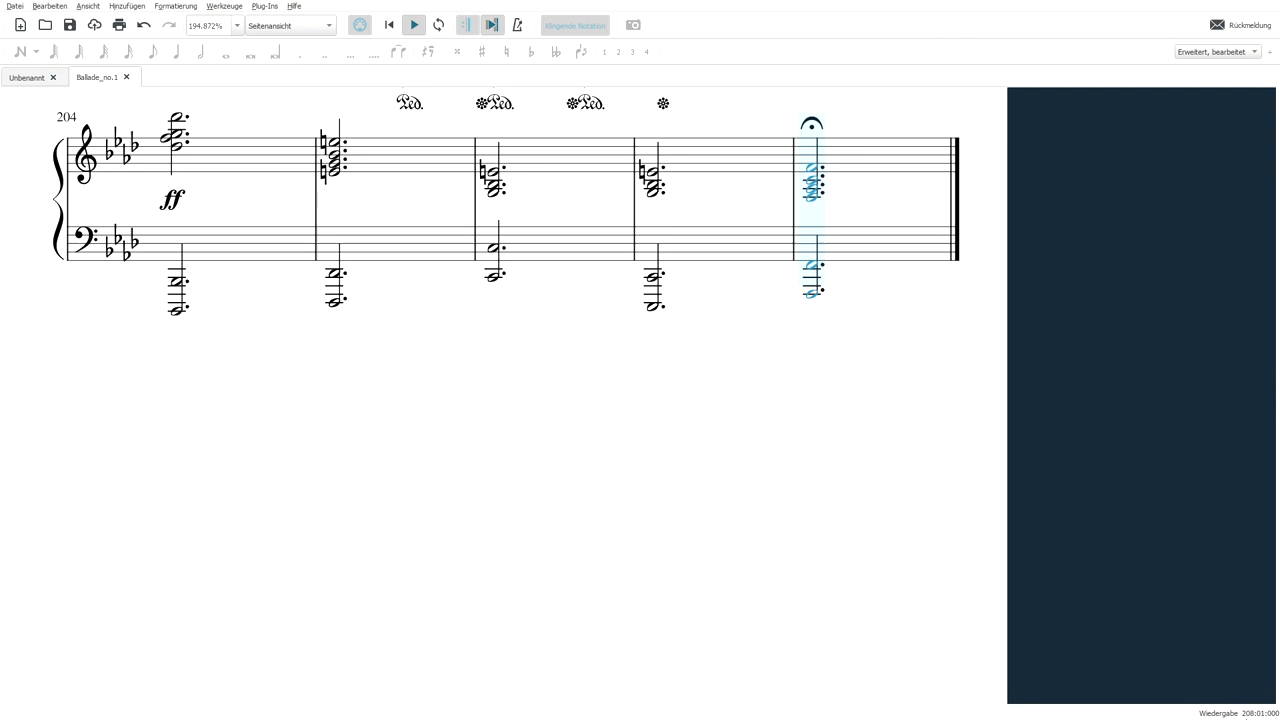 Datei Bearbeiten Ansicht Hinzufügen Formatierung Werkzeuge Plug-Ins Hilfe
194.872% Seitenansicht Klingende Notation Rückmeldung
1 2 3 4 Erweitert, bearbeitet
Unbenannt Ballade_no.1
Ped. Ped. Ped.
204
ff
Wiedergabe 208:01:000